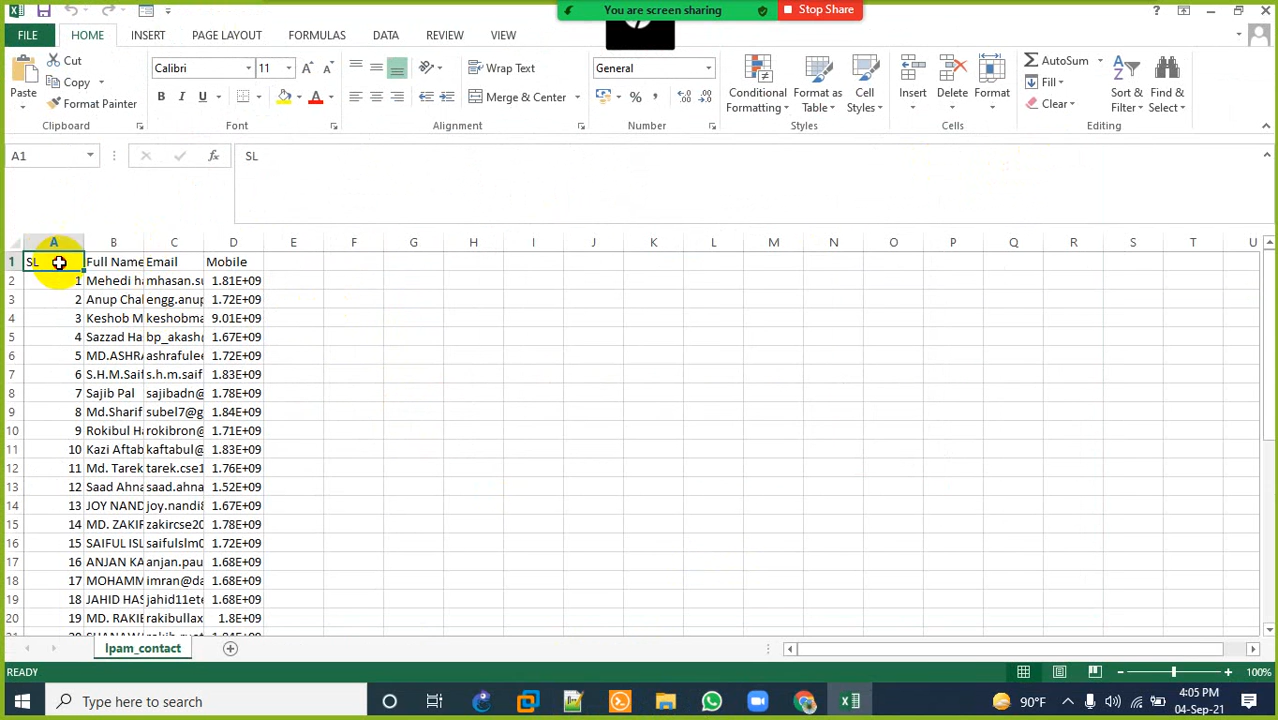 You are screen sharing Stop Share
FILE HOME INSERT PAGE LAYOUT FORMULAS DATA REVIEW VIEW
Cut
Copy
Format Painter
Paste
Clipboard
Calibri 11
B I U
Font
Wrap Text
Merge & Center
Alignment
General
%
Number
Conditional Formatting
Format as Table
Cell Styles
Styles
Insert Delete Format
Cells
AutoSum
Fill
Clear
Sort & Filter
Find & Select
Editing
A1 fx SL
A B C D E F G H I J K L M N O P Q R S T U
1 SL Full Name Email Mobile
2 1 Mehedi ha mhasan.su 1.81E+09
3 2 Anup Chal engg.anup 1.72E+09
4 3 Keshob M keshobma 9.01E+09
5 4 Sazzad Ha bp_akash@ 1.67E+09
6 5 MD.ASHRA ashrafulee 1.72E+09
7 6 S.H.M.Saif s.h.m.saif 1.83E+09
8 7 Sajib Pal sajibadn@ 1.78E+09
9 8 Md.Sharif subel7@g 1.84E+09
10 9 Rokibul Ha rokibron@ 1.71E+09
11 10 Kazi Aftab kaftabul@ 1.83E+09
12 11 Md. Tarek tarek.cse1 1.76E+09
13 12 Saad Ahna saad.ahna 1.52E+09
14 13 JOY NAND joy.nandi8 1.67E+09
15 14 MD. ZAKIR zakircse20 1.78E+09
16 15 SAIFUL ISL saifulslm0 1.72E+09
17 16 ANJAN KA anjan.pau 1.68E+09
18 17 MOHAMM imran@da 1.68E+09
19 18 JAHID HAS jahid11ete 1.68E+09
20 19 MD. RAKIB rakibullax 1.8E+09
lpam_contact
READY 100%
Type here to search
90°F
4:05 PM
04-Sep-21